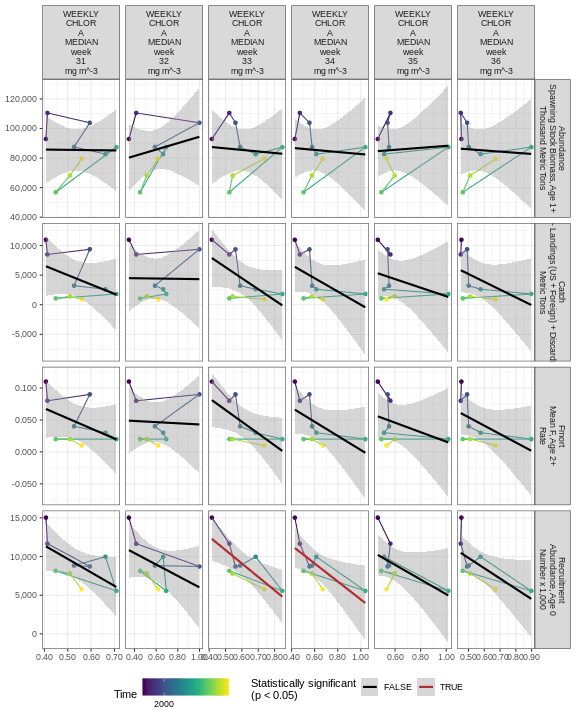 WEEKLY CHLOR A MEDIAN week 31 mg m^-3
WEEKLY CHLOR A MEDIAN week 32 mg m^-3
WEEKLY CHLOR A MEDIAN week 33 mg m^-3
WEEKLY CHLOR A MEDIAN week 34 mg m^-3
WEEKLY CHLOR A MEDIAN week 35 mg m^-3
WEEKLY CHLOR A MEDIAN week 36 mg m^-3
120,000
100,000
80,000
60,000
40,000
Abundance
Spawning Stock Biomass, Age 1+
Thousand Metric Tons
10,000
5,000
0
-5,000
Catch
- Landings (US + Foreign) + Discard
Metric Tons
0.100
0.050
0.000
-0.050
Fmort
Mean F, Age 2+
Rate
15,000
10,000
5,000
0
Recruitment
Abundance, Age 0
Number x 1,000
0.40 0.50 0.60 0.70
0.40 0.60 0.80
0.40 0.50 0.60 0.70 0.80
0.40 0.60 0.80 1.00
0.60 0.80 1.00
0.50 0.60 0.70 0.80 0.90
Time
2000
Statistically significant
(p < 0.05)
FALSE
TRUE